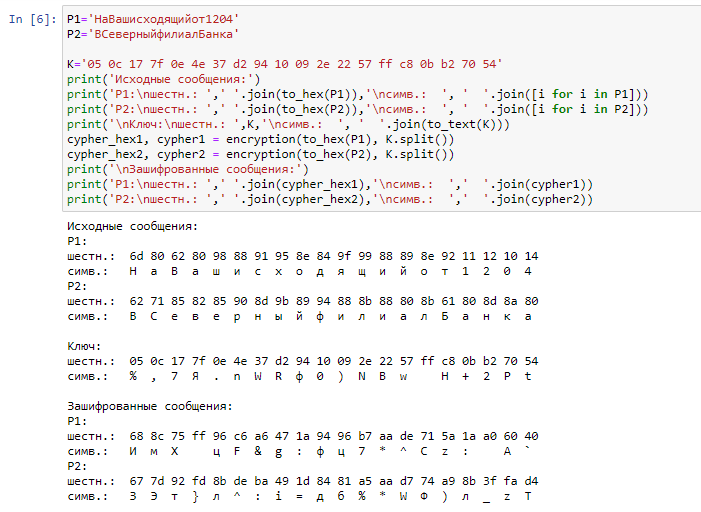 In [6]: P1='НаВашисходящийот1204'
P2='ВСеверныйфилиалБанка'
K='05 0c 17 7f 0e 4e 37 d2 94 10 09 2e 22 57 ff c8 0b b2 70 54'
print('Исходные сообщения:')
print('P1:\nшестн.: ',' '.join(to_hex(P1)),'\nсимв.:  ', '  '.join([i for i in P1]))
print('P2:\nшестн.: ',' '.join(to_hex(P2)),'\nсимв.:  ', '  '.join([i for i in P2]))
print('\nКлюч:\nшестн.: ',K,'\nсимв.:  ', '  '.join(to_text(K)))
cypher_hex1, cypher1 = encryption(to_hex(P1), K.split())
cypher_hex2, cypher2 = encryption(to_hex(P2), K.split())
print('\nЗашифрованные сообщения:')
print('P1:\nшестн.: ',' '.join(cypher_hex1),'\nсимв.:  ','  '.join(cypher1))
print('P2:\nшестн.: ',' '.join(cypher_hex2),'\nсимв.:  ','  '.join(cypher2))
Исходные сообщения:
P1:
шестн.:  6d 80 62 80 98 88 91 95 8e 84 9f 99 88 89 8e 92 11 12 10 14
симв.:   Н  а  В  а  ш  и  с  х  о  д  я  щ  и  й  о  т  1  2  0  4
P2:
шестн.:  62 71 85 82 85 90 8d 9b 89 94 88 8b 88 80 8b 61 80 8d 8a 80
симв.:   В  С  е  в  е  р  н  ы  й  ф  и  л  и  а  л  Б  а  н  к  а
Ключ:
шестн.:  05 0c 17 7f 0e 4e 37 d2 94 10 09 2e 22 57 ff c8 0b b2 70 54
симв.:   %  ,  7  Я  .  n  W  R  ф  0  )  N  B  w     H  +  2  P  t
Зашифрованные сообщения:
P1:
шестн.:  68 8c 75 ff 96 c6 a6 47 1a 94 96 b7 aa de 71 5a 1a a0 60 40
симв.:   И  м  Х     ц  F  &  g  :  ф  ц  7  *  ^  С  z  :     А  `
P2:
шестн.:  67 7d 92 fd 8b de ba 49 1d 84 81 a5 aa d7 74 a9 8b 3f fa d4
симв.:   З  Э  т  }  л  ^  :  i  =  д  б  %  *  W  Ф  )  л  _  z  T